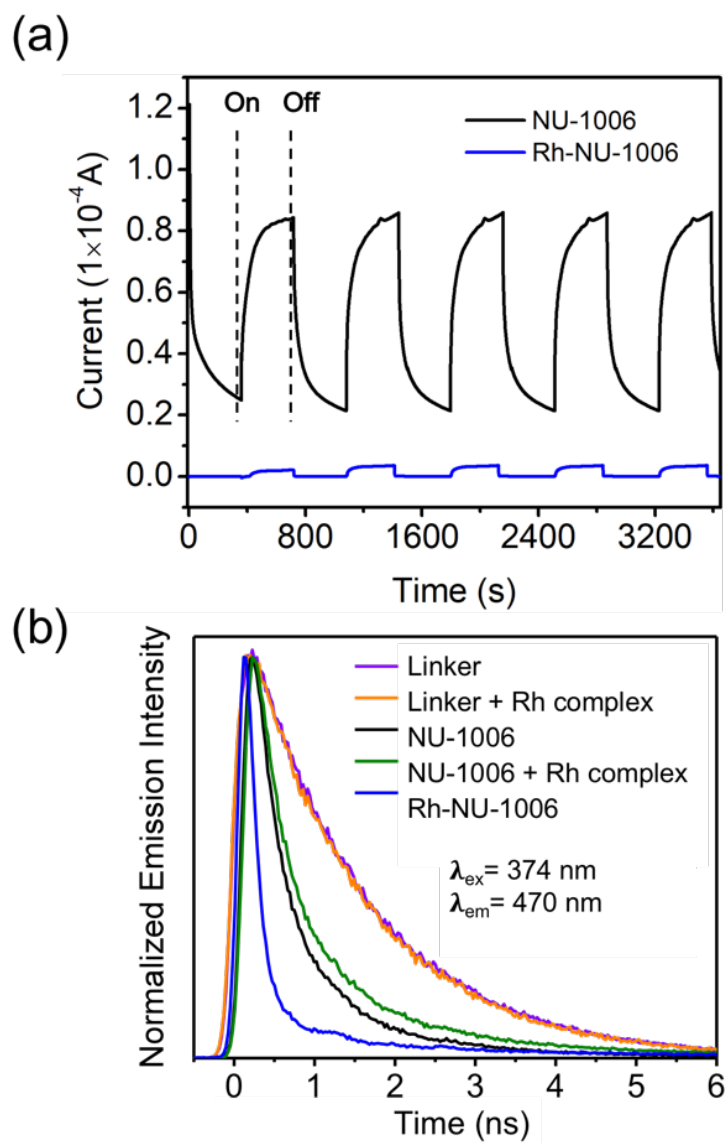 (a)
On Off
NU-1006
Rh-NU-1006
Current (1×10⁻⁴A)
1.2
1.0
0.8
0.6
0.4
0.2
0.0
0 800 1600 2400 3200
Time (s)
(b)
Normalized Emission Intensity
Linker
Linker + Rh complex
NU-1006
NU-1006 + Rh complex
Rh-NU-1006
λex= 374 nm
λem= 470 nm
0 1 2 3 4 5 6
Time (ns)